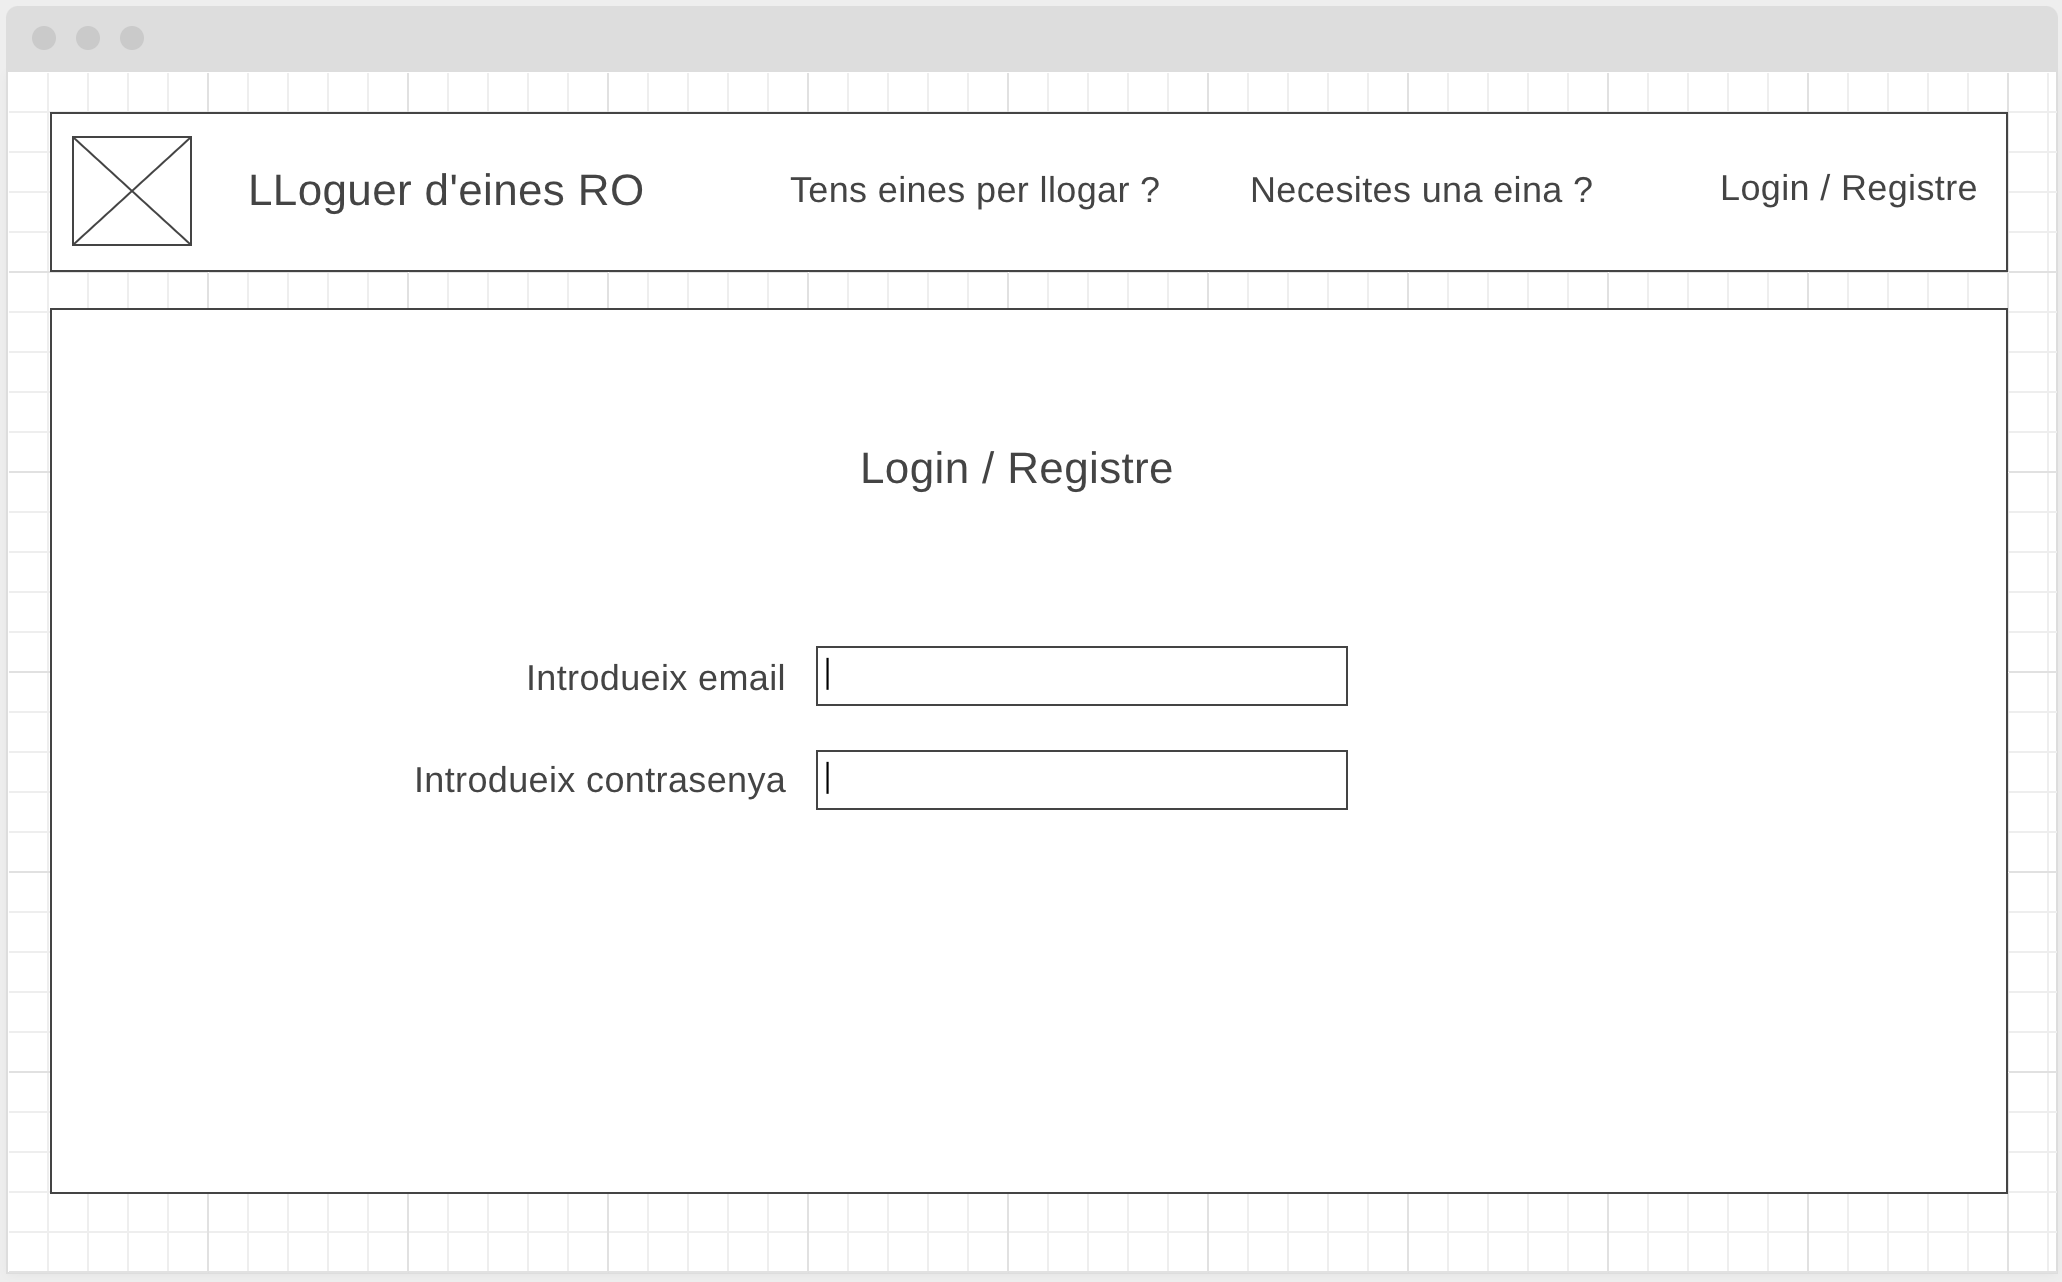 LLoguer d'eines RO
Tens eines per llogar ?
Necesites una eina ?
Login / Registre
Login / Registre
Introdueix email
Introdueix contrasenya